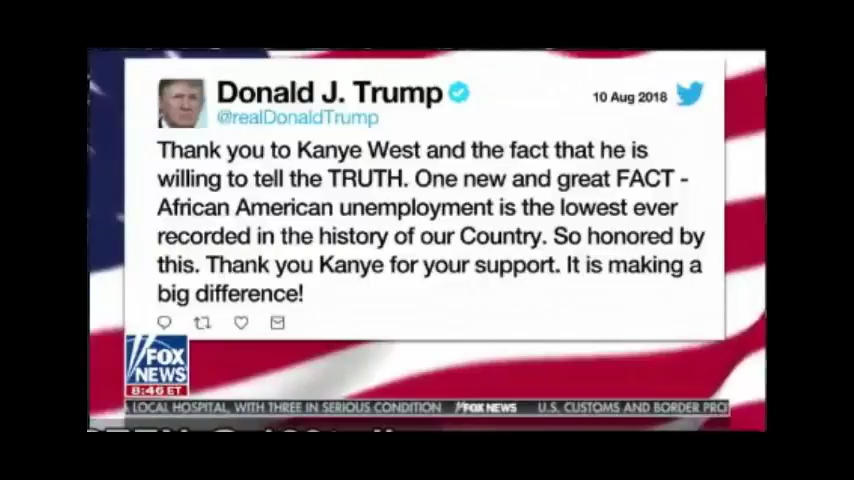 Donald J. Trump
@realDonaldTrump
10 Aug 2018
Thank you to Kanye West and the fact that he is
willing to tell the TRUTH. One new and great FACT -
African American unemployment is the lowest ever
recorded in the history of our Country. So honored by
this. Thank you Kanye for your support. It is making a
big difference!
FOX
NEWS
8:46 ET
A LOCAL HOSPITAL, WITH THREE IN SERIOUS CONDITION FOX NEWS U.S. CUSTOMS AND BORDER PRO